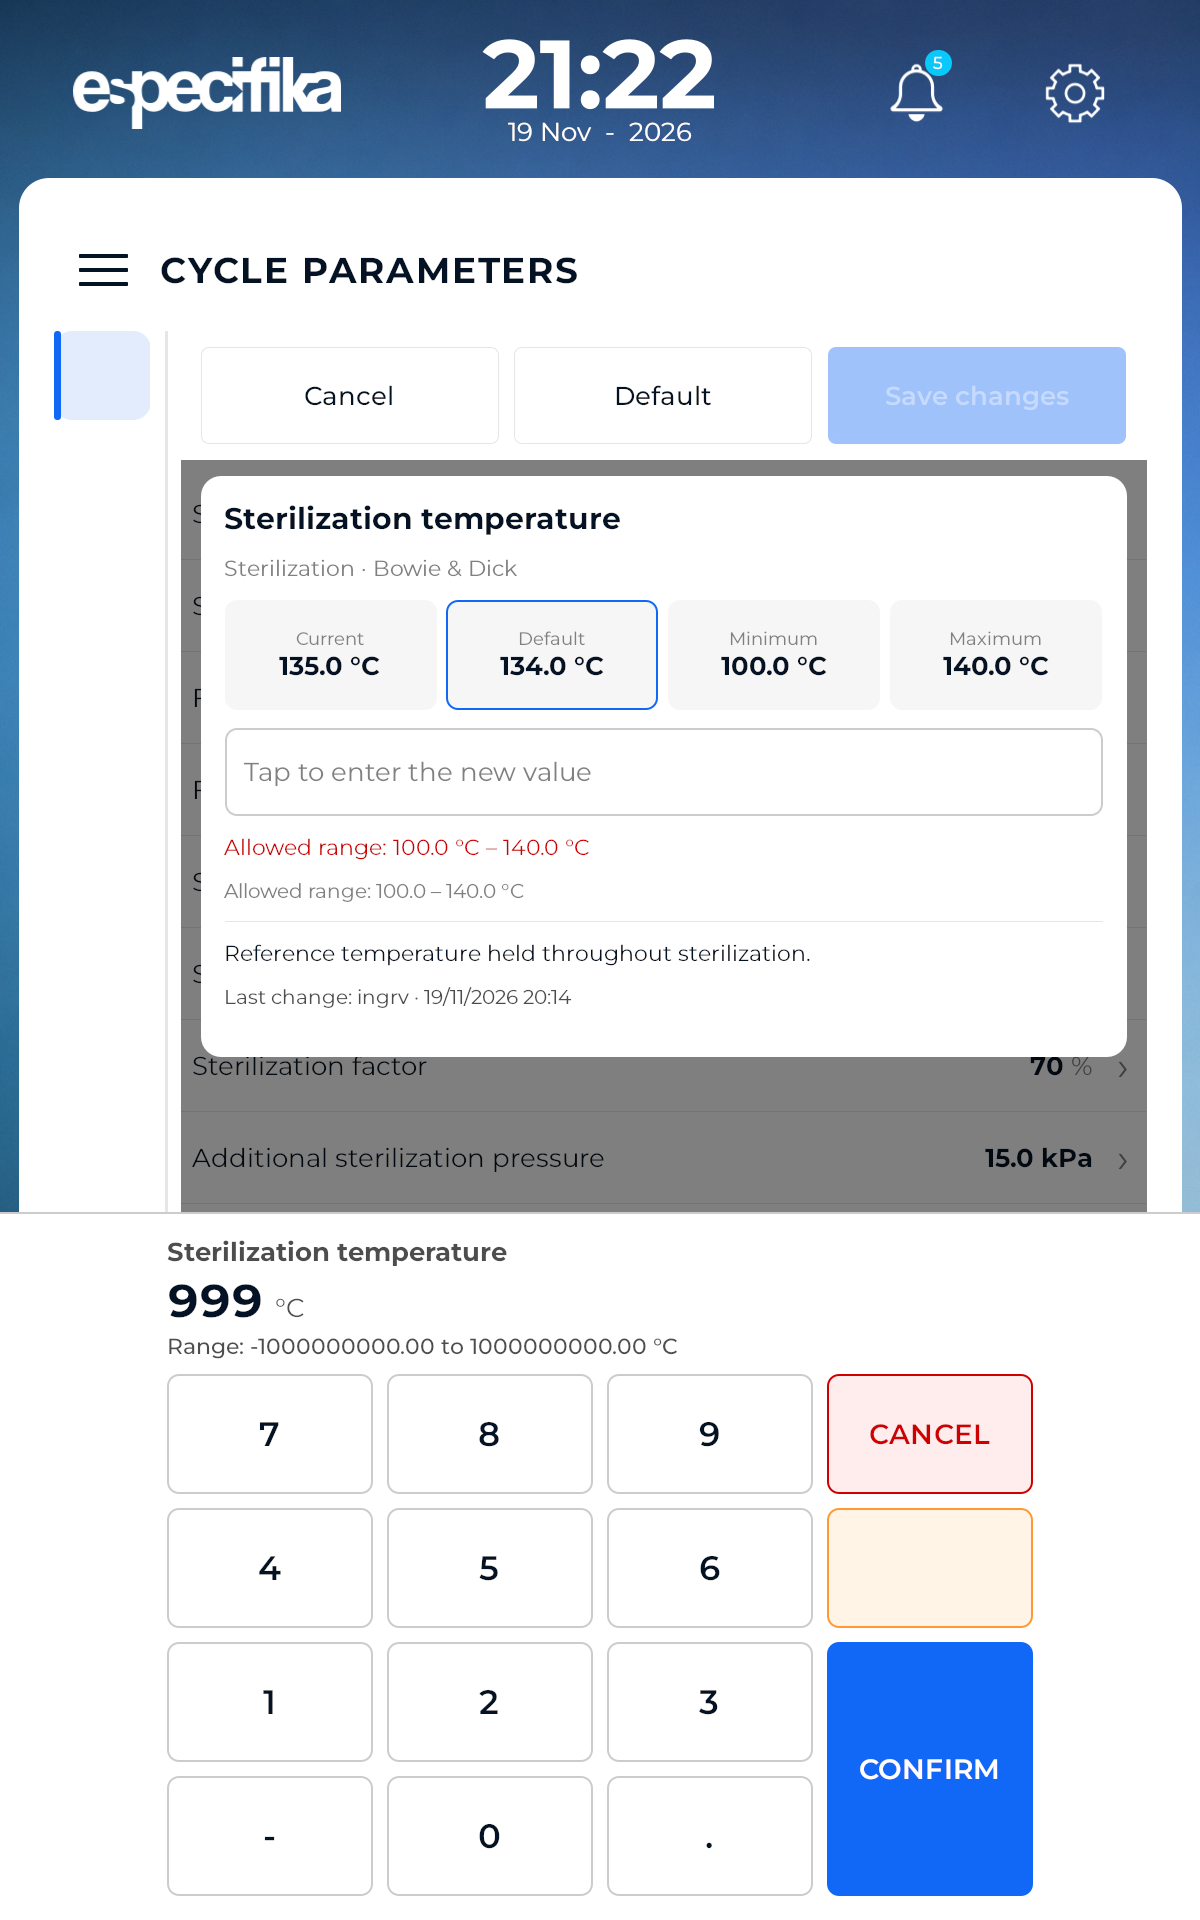 e-specifika
21:22
19 Nov - 2026
5
CYCLE PARAMETERS
Cancel
Default
Save changes
Sterilization temperature
Sterilization · Bowie & Dick
Current
135.0 °C
Default
134.0 °C
Minimum
100.0 °C
Maximum
140.0 °C
Tap to enter the new value
Allowed range: 100.0 °C – 140.0 °C
Allowed range: 100.0 – 140.0 °C
Reference temperature held throughout sterilization.
Last change: ingrv · 19/11/2026 20:14
Sterilization factor 70 % ›
Additional sterilization pressure 15.0 kPa ›
Sterilization temperature
999 °C
Range: -1000000000.00 to 1000000000.00 °C
7 8 9 CANCEL
4 5 6
1 2 3
CONFIRM
- 0 .